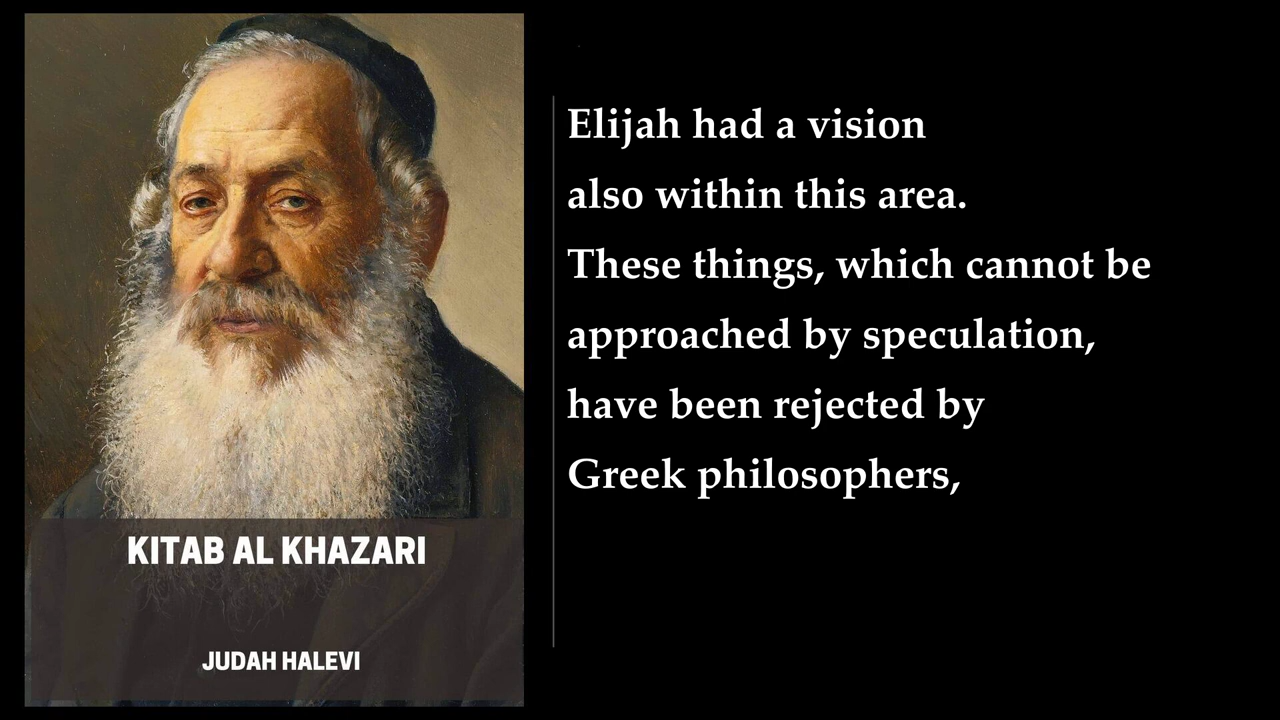 KITAB AL KHAZARI
JUDAH HALEVI
Elijah had a vision
also within this area.
These things, which cannot be
approached by speculation,
have been rejected by
Greek philosophers,